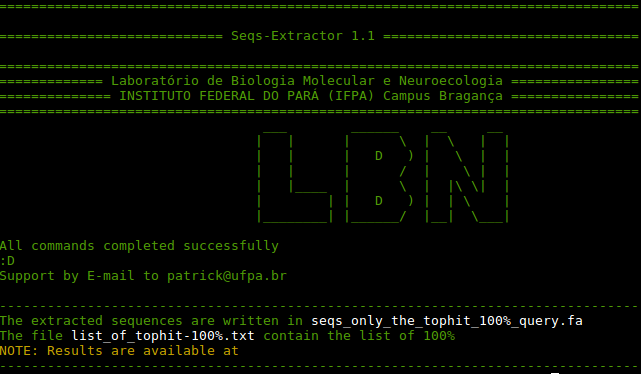 Seqs-Extractor 1.1
Laboratório de Biologia Molecular e Neuroecologia
INSTITUTO FEDERAL DO PARÁ (IFPA) Campus Bragança
LBN
All commands completed successfully
:D
Support by E-mail to patrick@ufpa.br
The extracted sequences are written in seqs_only_the_tophit_100%_query.fa
The file list_of_tophit-100%.txt contain the list of 100%
NOTE: Results are available at